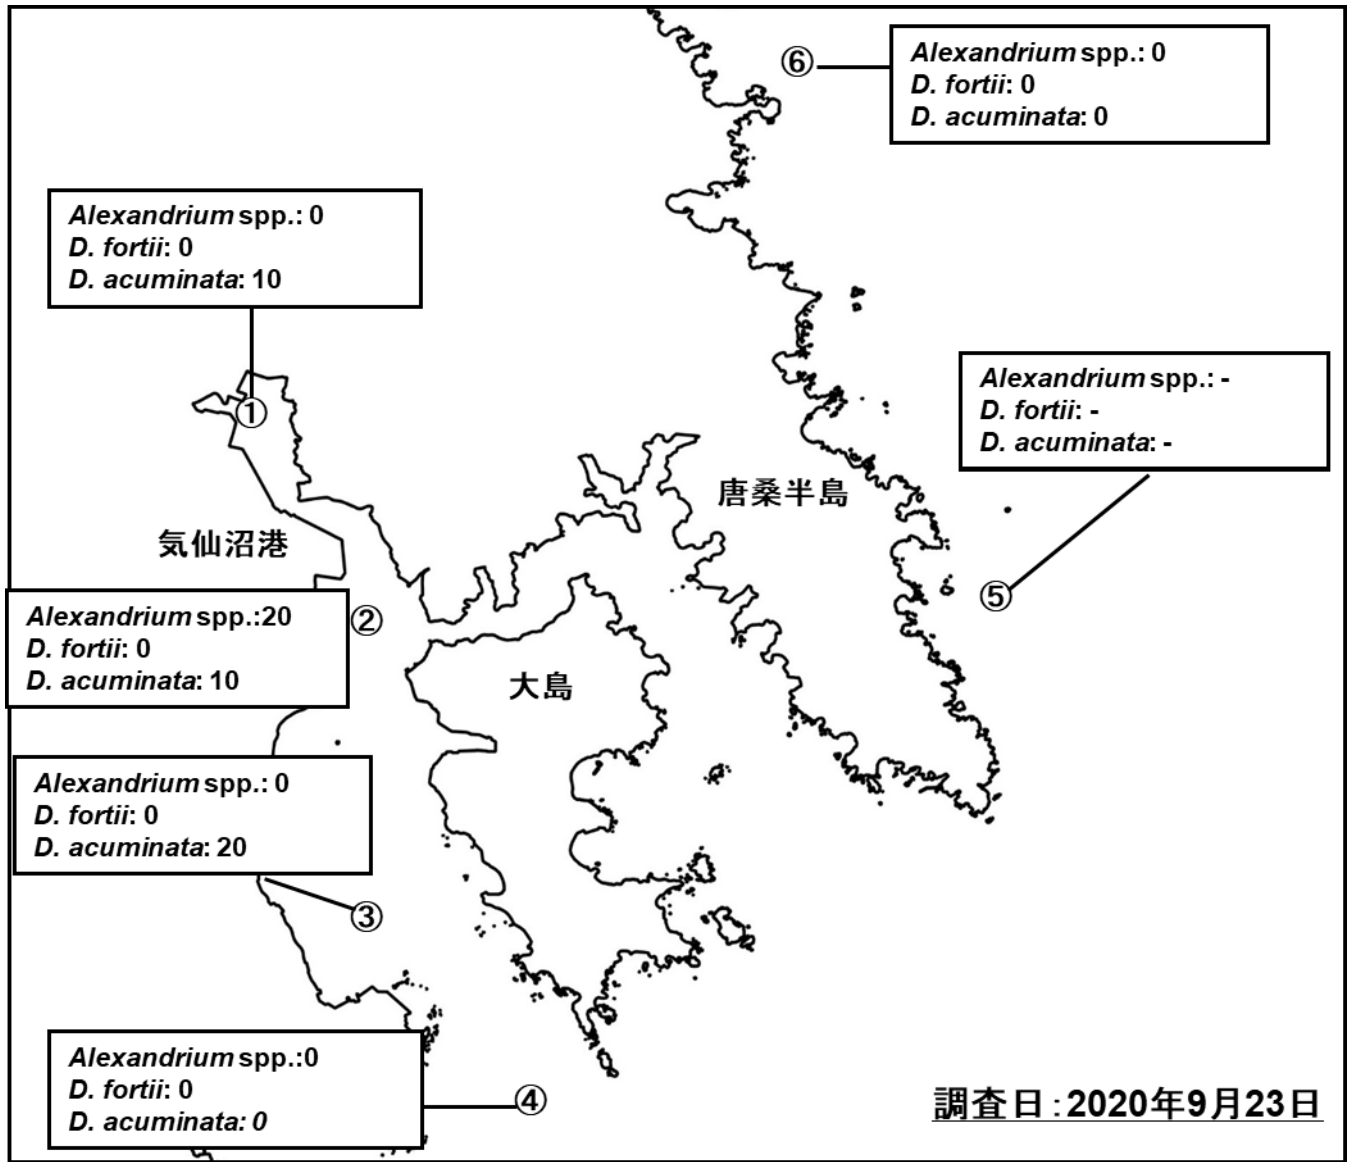 ⑥
Alexandrium spp.: 0
D. fortii: 0
D. acuminata: 0
Alexandrium spp.: 0
D. fortii: 0
D. acuminata: 10
①
Alexandrium spp.: -
D. fortii: -
D. acuminata: -
唐桑半島
気仙沼港
⑤
Alexandrium spp.:20
D. fortii: 0
D. acuminata: 10
②
大島
Alexandrium spp.: 0
D. fortii: 0
D. acuminata: 20
③
Alexandrium spp.:0
D. fortii: 0
D. acuminata: 0
④
調査日:2020年9月23日